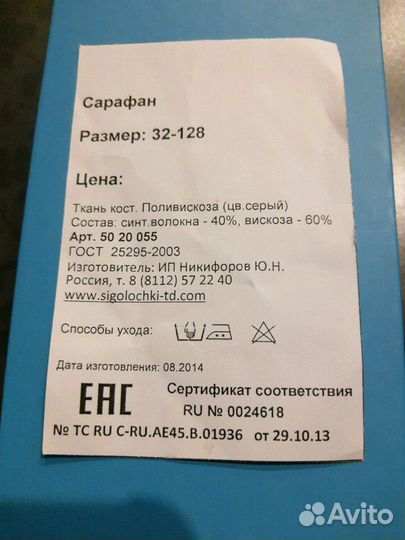 Сарафан
Размер: 32-128
Цена:
Ткань кост. Поливискоза (цв.серый)
Состав: синт.волокна - 40%, вискоза - 60%
Арт. 50 20 055
ГОСТ 25295-2003
Изготовитель: ИП Никифоров Ю.Н.
Россия, т. 8 (8112) 57 22 40
www.sigolochki-td.com
Способы ухода:
Дата изготовления: 08.2014
EAC
Сертификат соответствия
RU № 0024618
№ ТС RU C-RU.АЕ45.В.01936 от 29.10.13
Avito